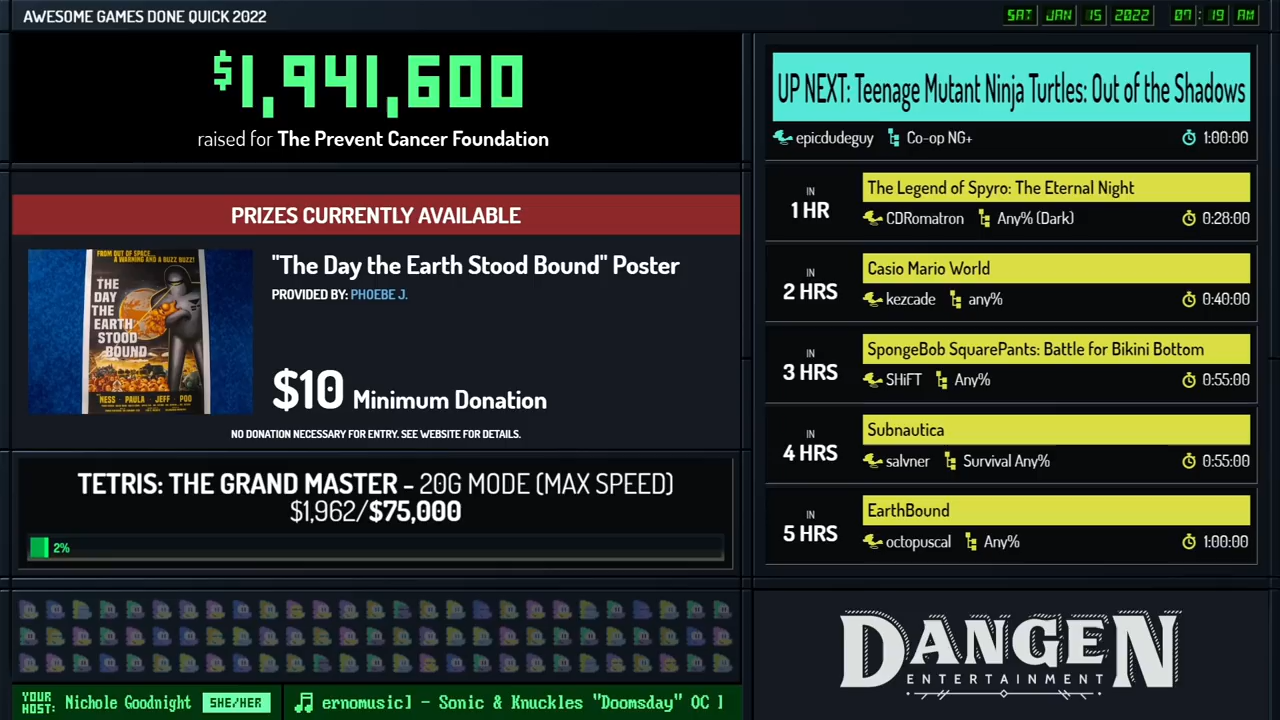 AWESOME GAMES DONE QUICK 2022
SAT JAN 15 2022 07:19 AM
$1,941,600
raised for The Prevent Cancer Foundation
PRIZES CURRENTLY AVAILABLE
FROM OUT OF SPACE...
A WARNING AND A BUZZ BUZZ!
THE
DAY
THE
EARTH
STOOD
BOUND
NESS PAULA JEFF POO
"The Day the Earth Stood Bound" Poster
PROVIDED BY: PHOEBE J.
$10 Minimum Donation
NO DONATION NECESSARY FOR ENTRY. SEE WEBSITE FOR DETAILS.
TETRIS: THE GRAND MASTER - 20G MODE (MAX SPEED)
$1,962/$75,000
2%
YOUR HOST: Nichole Goodnight SHE/HER
ernomusic] - Sonic & Knuckles "Doomsday" OC
UP NEXT: Teenage Mutant Ninja Turtles: Out of the Shadows
epicdudeguy Co-op NG+ 1:00:00
IN 1 HR
The Legend of Spyro: The Eternal Night
CDRomatron Any% (Dark) 0:28:00
IN 2 HRS
Casio Mario World
kezcade any% 0:40:00
IN 3 HRS
SpongeBob SquarePants: Battle for Bikini Bottom
SHiFT Any% 0:55:00
IN 4 HRS
Subnautica
salvner Survival Any% 0:55:00
IN 5 HRS
EarthBound
octopuscal Any% 1:00:00
DANGEN
ENTERTAINMENT